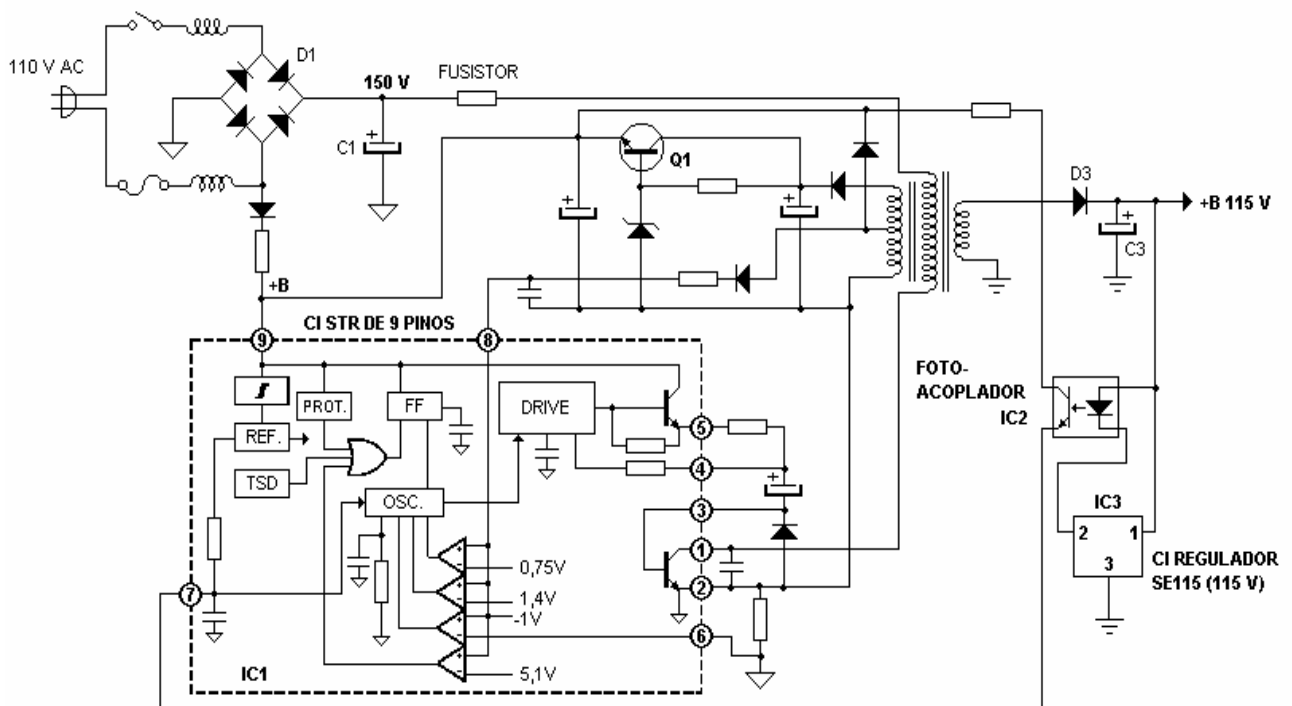 110 V AC
D1
150 V
FUSISTOR
C1
+
Q1
+
+
D3
+
C3
+B 115 V
+B
CI STR DE 9 PINOS
9
8
PROT.
FF
REF.
TSD
OSC.
DRIVE
5
4
+
3
1
2
6
7
0,75V
1,4V
-1V
5,1V
IC1
FOTO-
ACOPLADOR
IC2
IC3
2
1
3
CI REGULADOR
SE115 (115 V)